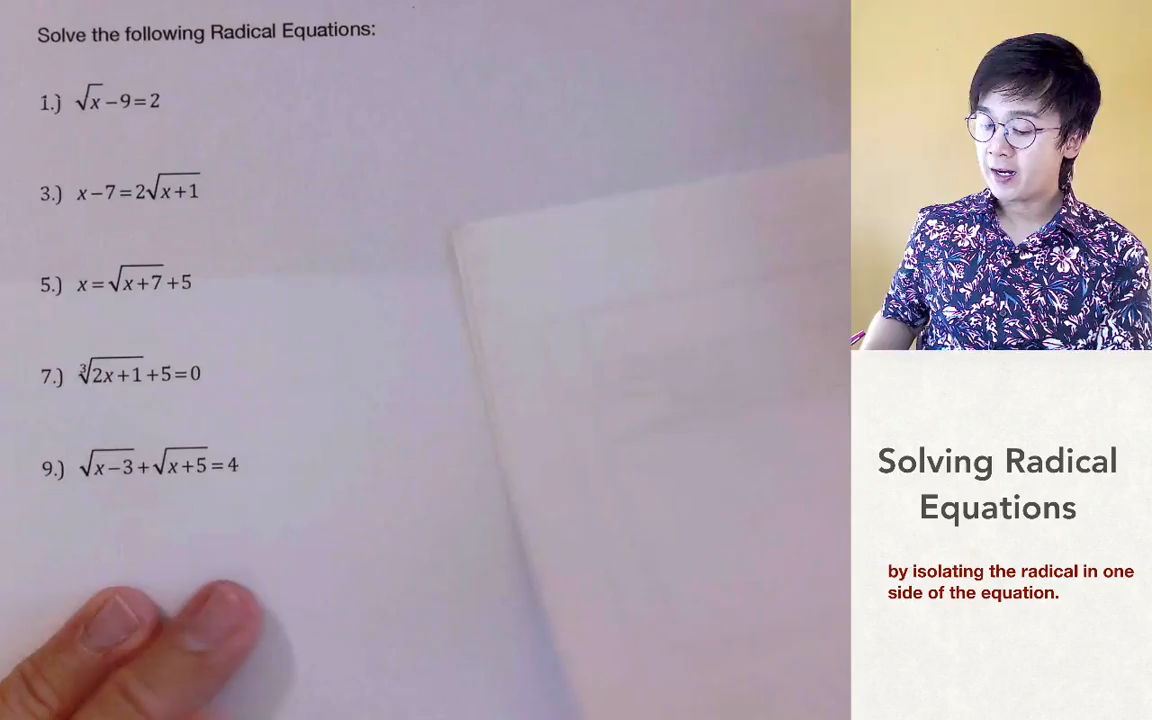 Solve the following Radical Equations:
1.) √x−9=2
3.) x−7=2√x+1
5.) x=√x+7+5
7.) ∛2x+1+5=0
9.) √x−3+√x+5=4
Solving Radical
Equations
by isolating the radical in one
side of the equation.